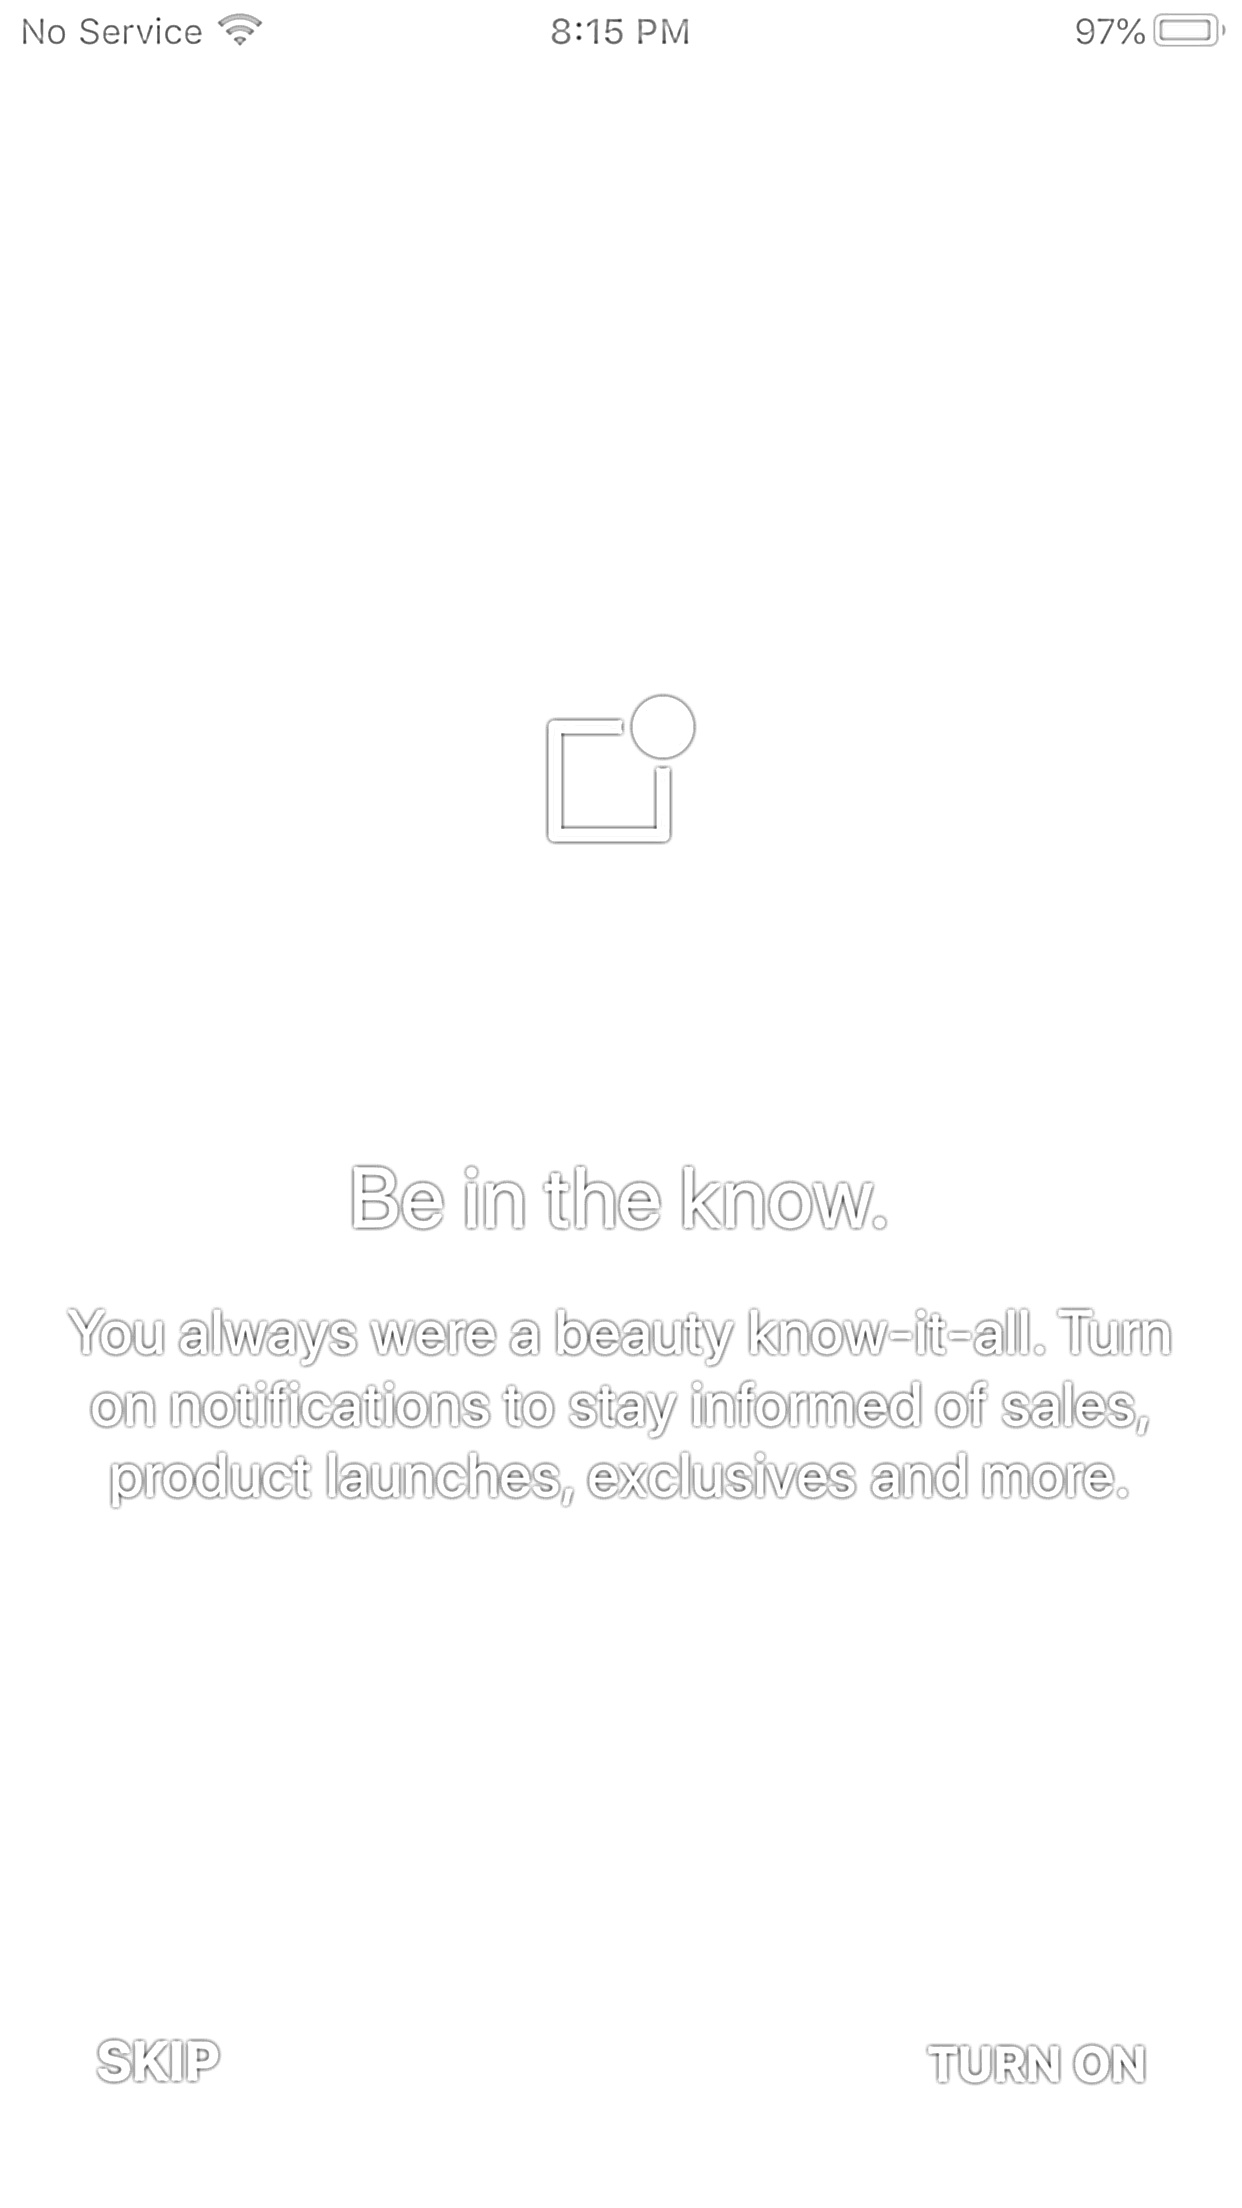 No Service 8:15 PM 97%
Be in the know.
You always were a beauty know-it-all. Turn
on notifications to stay informed of sales,
product launches, exclusives and more.
SKIP TURN ON